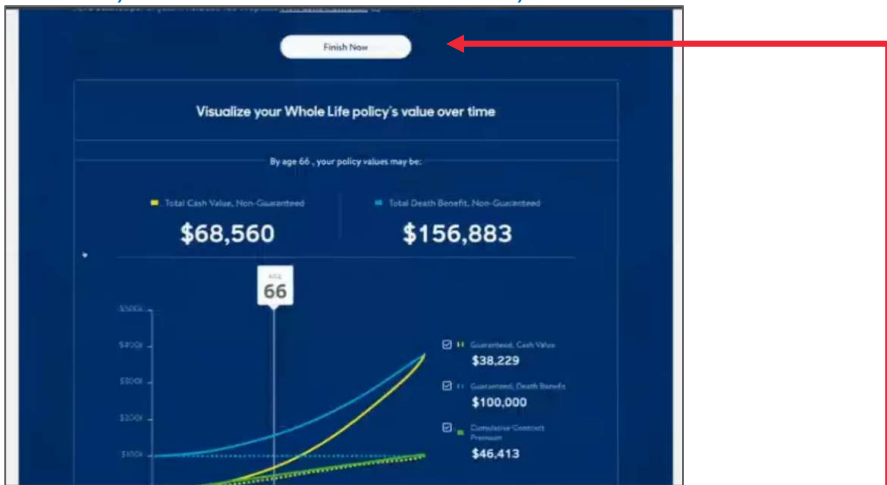 Finish Now
Visualize your Whole Life policy's value over time
By age 66 , your policy values may be:
Total Cash Value, Non-Guaranteed
Total Death Benefit, Non-Guaranteed
$68,560
$156,883
AGE
66
$500k
$400k
$300k
$200k
$100k
Guaranteed, Cash Value
$38,229
Guaranteed, Death Benefit
$100,000
Cumulative Contract
Premium
$46,413